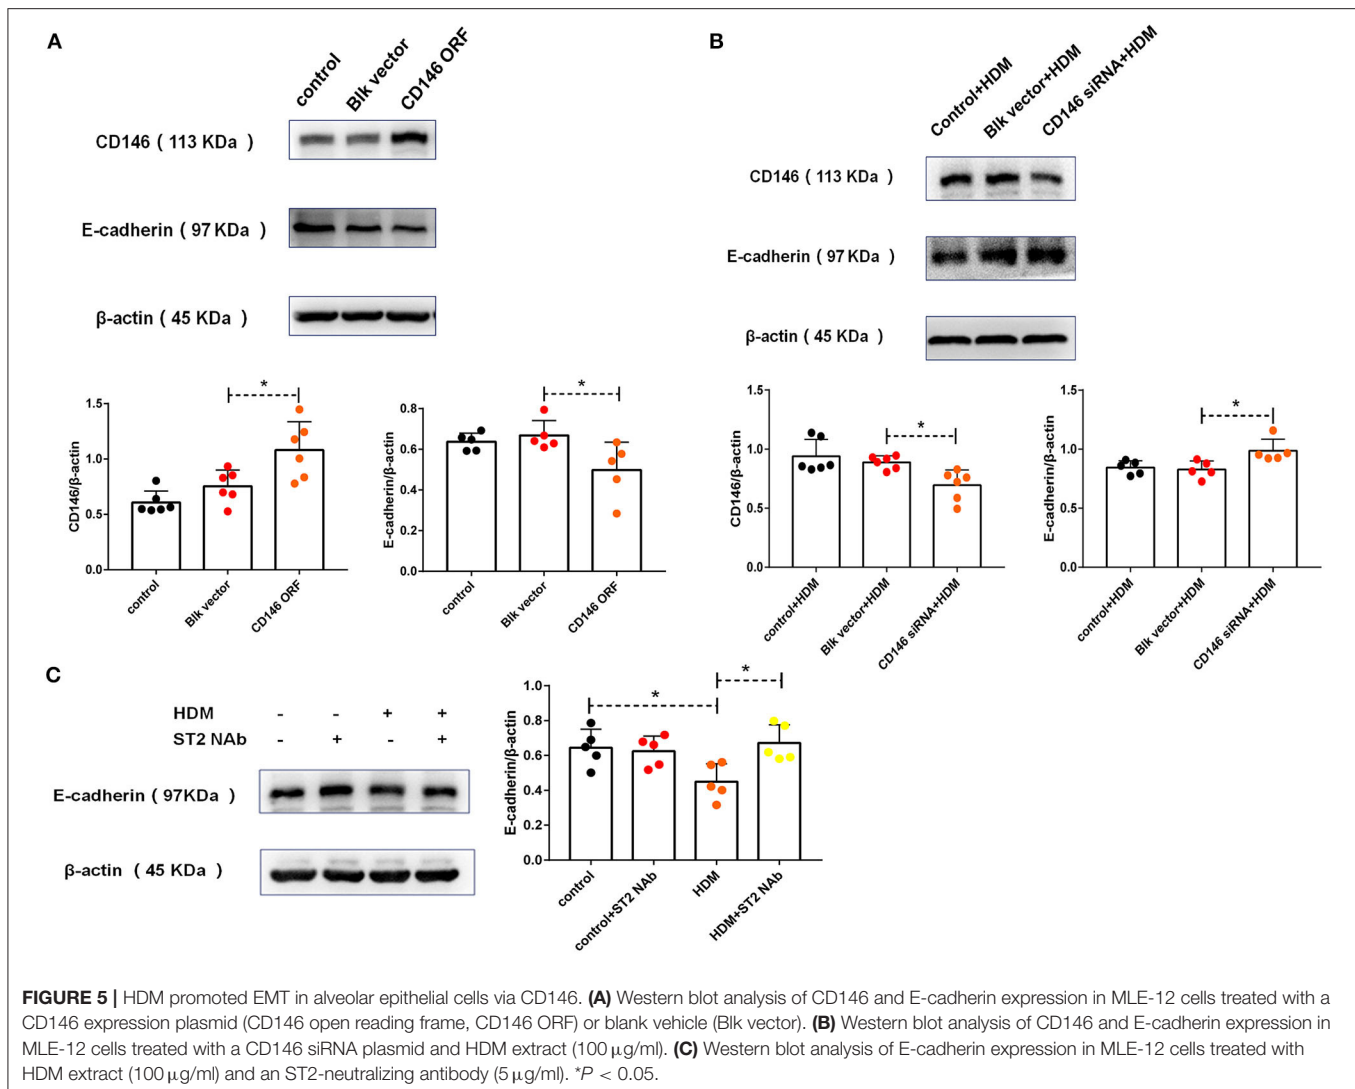 A
control
Blk vector
CD146 ORF
CD146 ( 113 KDa )
E-cadherin ( 97 KDa )
β-actin ( 45 KDa )
CD146/β-actin
1.5
1.0
0.5
0.0
*
control
Blk vector
CD146 ORF
E-cadherin/β-actin
0.8
0.6
0.4
0.2
0.0
*
control
Blk vector
CD146 ORF
B
Control+HDM
Blk vector+HDM
CD146 siRNA+HDM
CD146 ( 113 KDa )
E-cadherin ( 97 KDa )
β-actin ( 45 KDa )
CD146/β-actin
1.5
1.0
0.5
0.0
*
control+HDM
Blk vector+HDM
CD146 siRNA+HDM
E-cadherin/β-actin
1.5
1.0
0.5
0.0
*
control+HDM
Blk vector+HDM
CD146 siRNA+HDM
C
HDM - - + +
ST2 NAb - + - +
E-cadherin ( 97KDa )
β-actin ( 45 KDa )
E-cadherin/β-actin
1.0
0.8
0.6
0.4
0.2
0.0
*
*
control
control+ST2 NAb
HDM
HDM+ST2 NAb
FIGURE 5 | HDM promoted EMT in alveolar epithelial cells via CD146. (A) Western blot analysis of CD146 and E-cadherin expression in MLE-12 cells treated with a
CD146 expression plasmid (CD146 open reading frame, CD146 ORF) or blank vehicle (Blk vector). (B) Western blot analysis of CD146 and E-cadherin expression in
MLE-12 cells treated with a CD146 siRNA plasmid and HDM extract (100 μg/ml). (C) Western blot analysis of E-cadherin expression in MLE-12 cells treated with
HDM extract (100 μg/ml) and an ST2-neutralizing antibody (5 μg/ml). *P < 0.05.